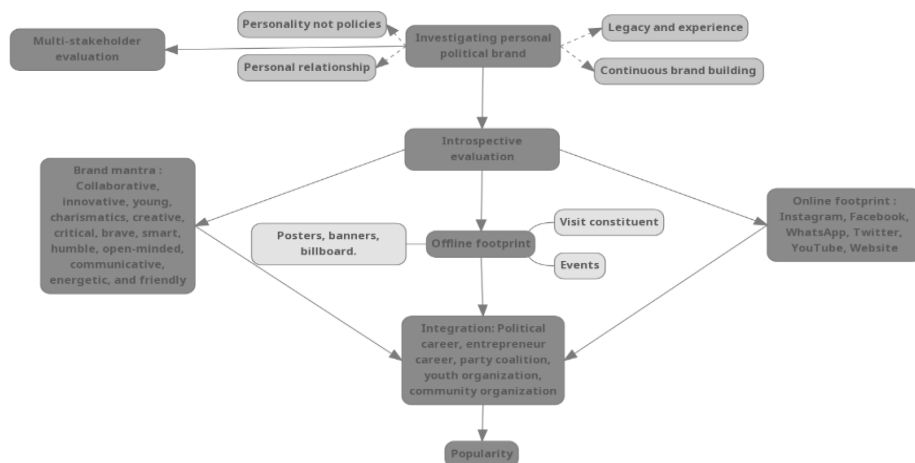 Personality not policies
Legacy and experience
Multi-stakeholder
evaluation
Investigating personal
political brand
Personal relationship
Continuous brand building
Introspective
evaluation
Brand mantra :
Collaborative,
innovative, young,
charismatics, creative,
critical, brave, smart,
humble, open-minded,
communicative,
energetic, and friendly
Posters, banners,
billboard.
Offline footprint
Visit constituent
Events
Online footprint :
Instagram, Facebook,
WhatsApp, Twitter,
YouTube, Website
Integration: Political
career, entrepreneur
career, party coalition,
youth organization,
community organization
Popularity